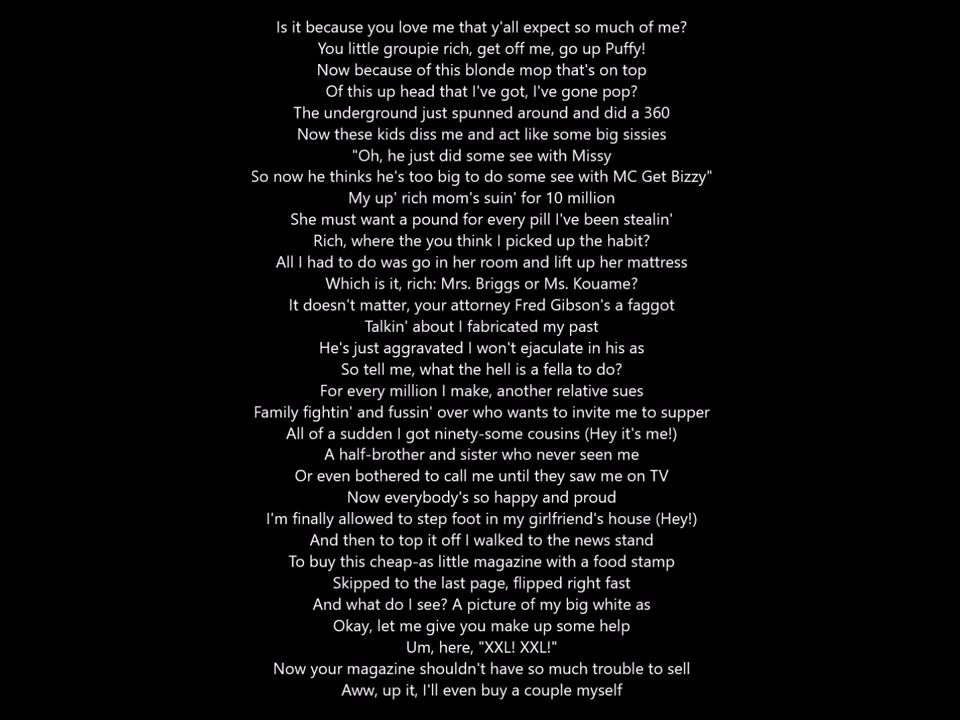 Is it because you love me that y'all expect so much of me?
You little groupie rich, get off me, go up Puffy!
Now because of this blonde mop that's on top
Of this up head that I've got, I've gone pop?
The underground just spunned around and did a 360
Now these kids diss me and act like some big sissies
"Oh, he just did some see with Missy
So now he thinks he's too big to do some see with MC Get Bizzy"
My up' rich mom's suin' for 10 million
She must want a pound for every pill I've been stealin'
Rich, where the you think I picked up the habit?
All I had to do was go in her room and lift up her mattress
Which is it, rich: Mrs. Briggs or Ms. Kouame?
It doesn't matter, your attorney Fred Gibson's a faggot
Talkin' about I fabricated my past
He's just aggravated I won't ejaculate in his as
So tell me, what the hell is a fella to do?
For every million I make, another relative sues
Family fightin' and fussin' over who wants to invite me to supper
All of a sudden I got ninety-some cousins (Hey it's me!)
A half-brother and sister who never seen me
Or even bothered to call me until they saw me on TV
Now everybody's so happy and proud
I'm finally allowed to step foot in my girlfriend's house (Hey!)
And then to top it off I walked to the news stand
To buy this cheap-as little magazine with a food stamp
Skipped to the last page, flipped right fast
And what do I see? A picture of my big white as
Okay, let me give you make up some help
Um, here, "XXL! XXL!"
Now your magazine shouldn't have so much trouble to sell
Aww, up it, I'll even buy a couple myself